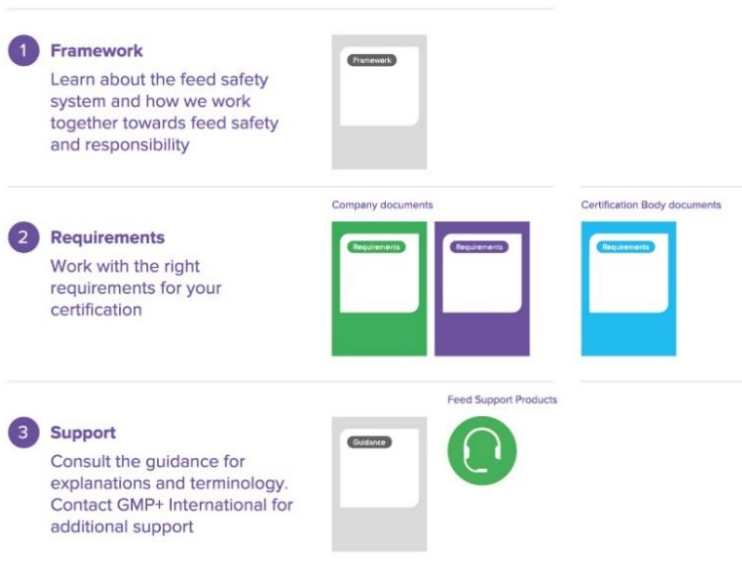 1 Framework
Framework
Learn about the feed safety
system and how we work
together towards feed safety
and responsibility
Company documents
Certification Body documents
2 Requirements
Requirements
Requirements
Requirements
Work with the right
requirements for your
certification
Feed Support Products
3 Support
Guidance
Consult the guidance for
explanations and terminology.
Contact GMP+ International for
additional support